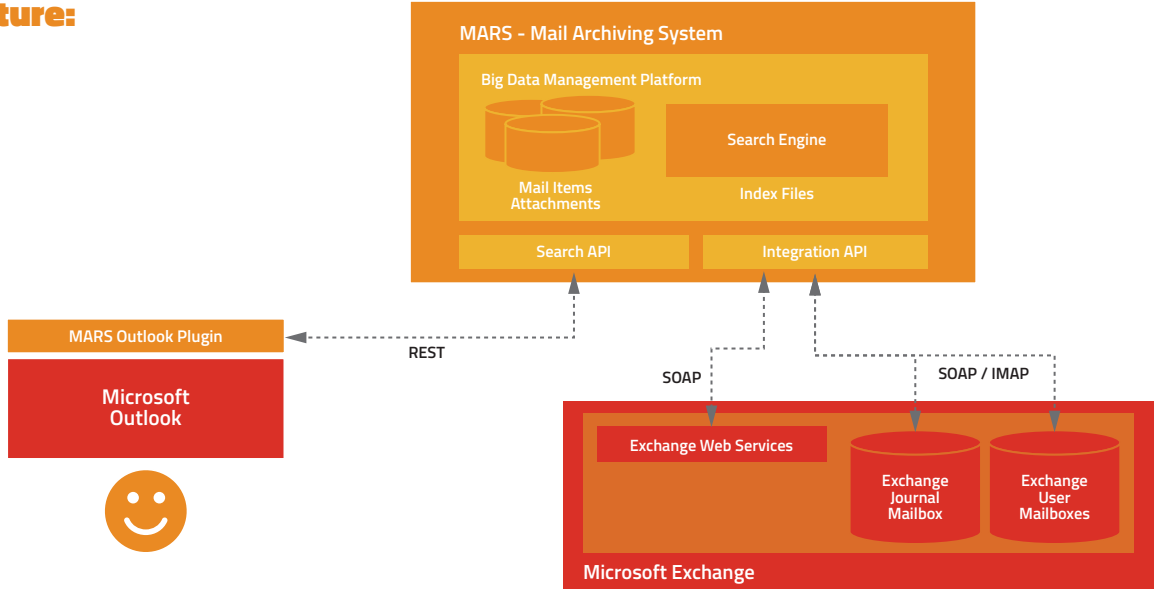 ture:
MARS - Mail Archiving System
Big Data Management Platform
Search Engine
Mail Items
Attachments
Index Files
Search API
Integration API
MARS Outlook Plugin
REST
Microsoft
Outlook
SOAP
SOAP / IMAP
Exchange Web Services
Exchange
Journal
Mailbox
Exchange
User
Mailboxes
Microsoft Exchange